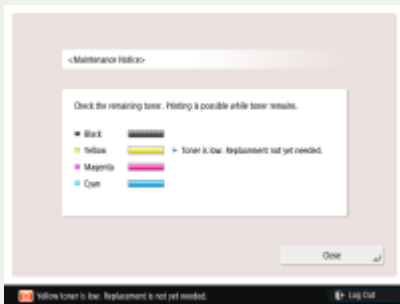 <Maintenance Notice>
Check the remaining toner. Printing is possible while toner remains.
Black
Yellow ▶ Toner is low. Replacement not yet needed.
Magenta
Cyan
Close
Yellow toner is low. Replacement is not yet needed. Log Out